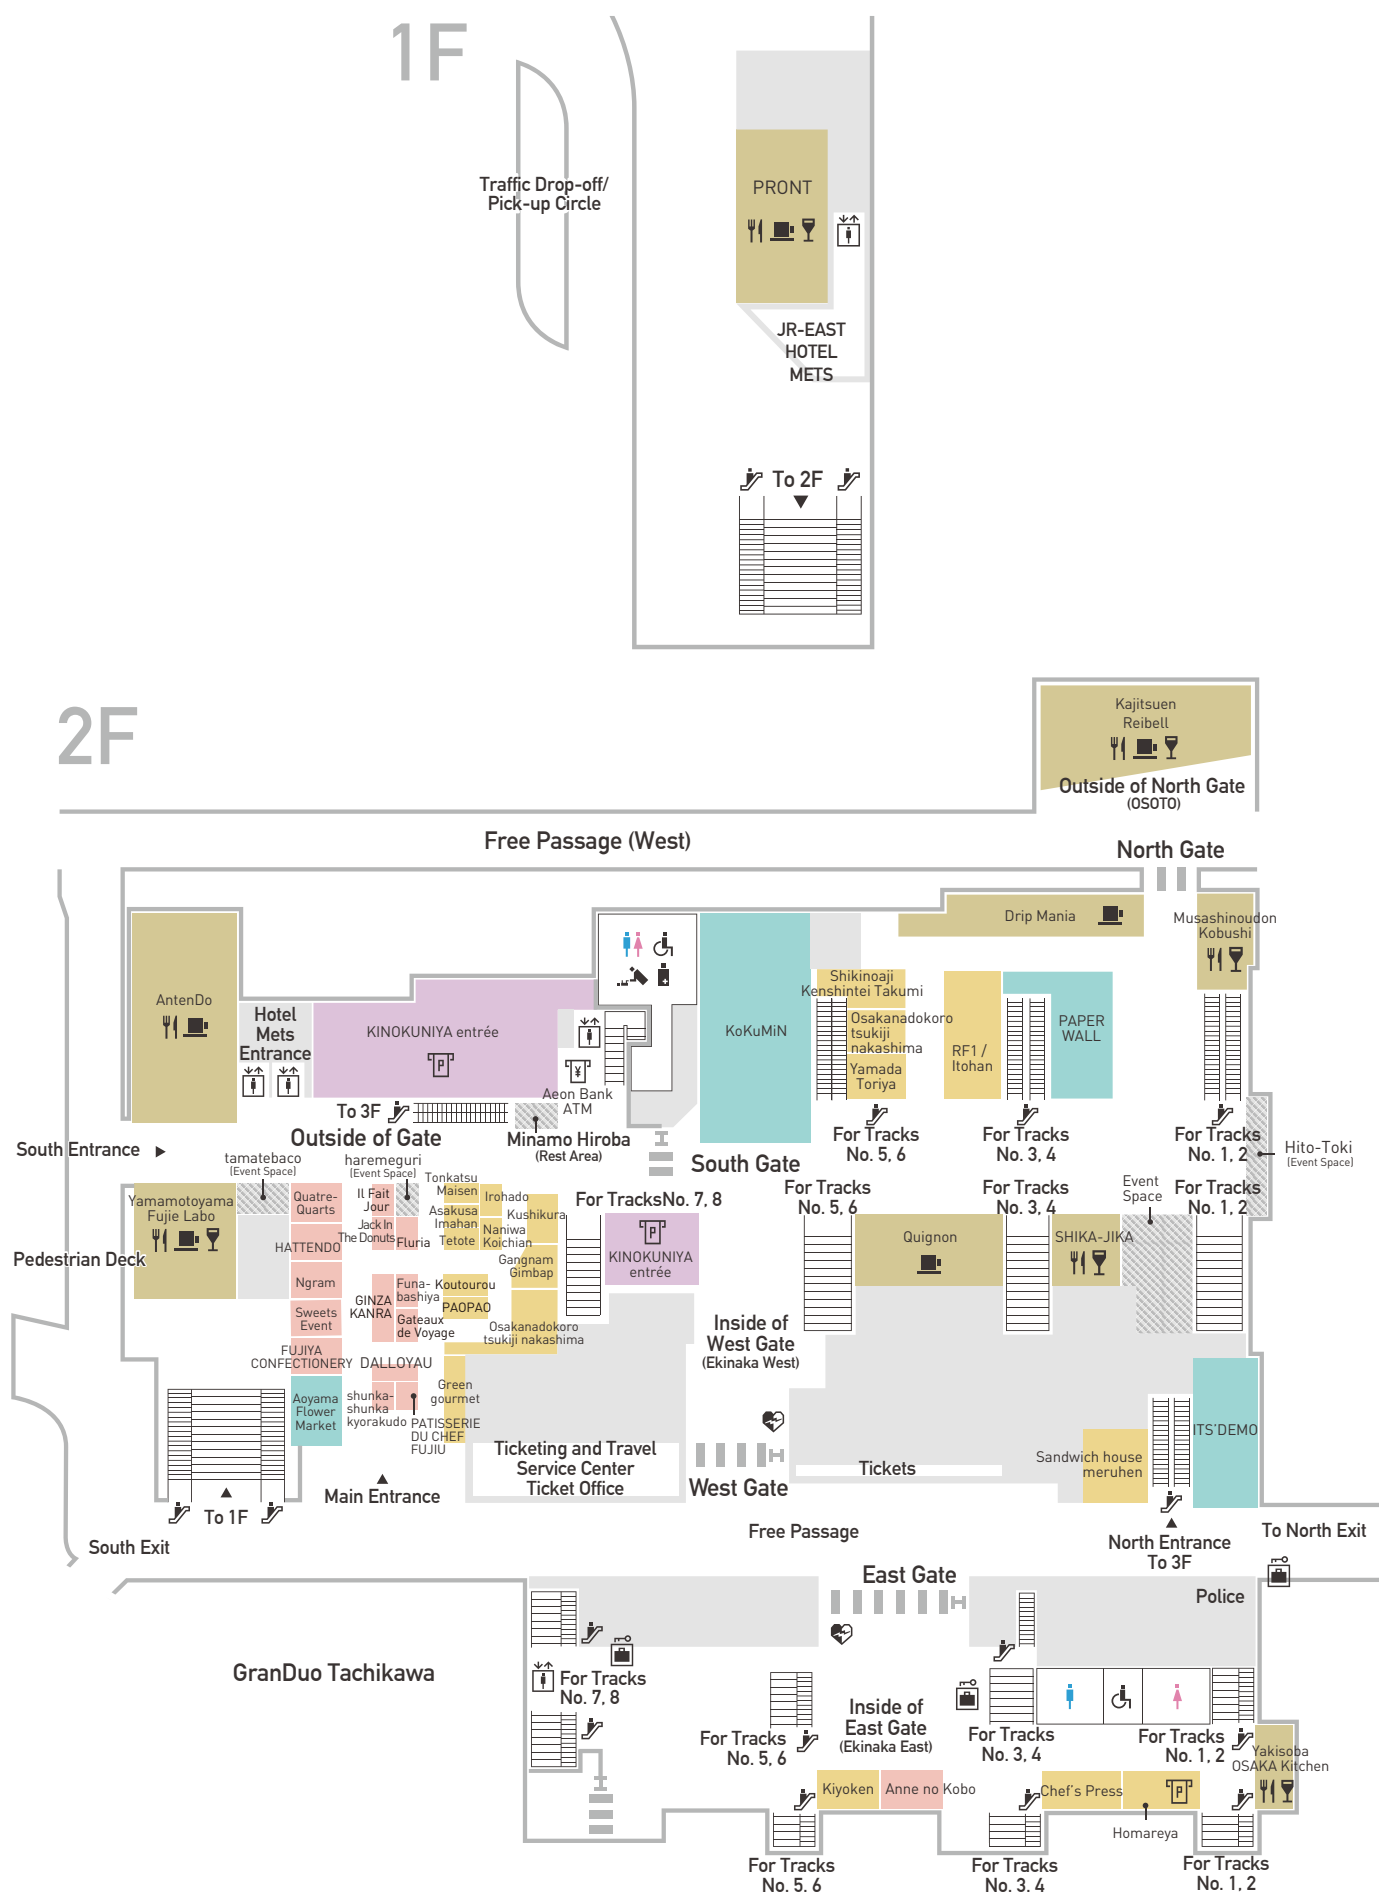 1F
Traffic Drop-off/
Pick-up Circle
PRONT
JR-EAST
HOTEL
METS
To 2F
2F
Kajitsuen
Reibell
Outside of North Gate
(OSOTO)
Free Passage (West)
North Gate
Drip Mania
Musashinoudon
Kobushi
AntenDo
Hotel
Mets
Entrance
KINOKUNIYA entrée
P
¥
Aeon Bank
ATM
KoKuMiN
Shikinoaji
Kenshintei Takumi
Osakanadokoro
tsukiji
nakashima
Yamada
Toriya
RF1 /
Itohan
PAPER
WALL
To 3F
Outside of Gate
Minamo Hiroba
(Rest Area)
South Gate
For Tracks
No. 5, 6
For Tracks
No. 3, 4
For Tracks
No. 1, 2
Hito-Toki
(Event Space)
South Entrance
tamatebaco
(Event Space)
haremeguri
(Event Space)
Yamamotoyama
Fujie Labo
Quatre-
Quarts
Il Fait
Jour
Tonkatsu
Maisen
Irohado
Kushikura
Asakusa
Imahan
Jack In
The Donuts
Fluria
Tetote
Naniwa
Koichian
HATTENDO
Gangnam
Gimbap
For TracksNo. 7, 8
P
KINOKUNIYA
entrée
For Tracks
No. 5, 6
Quignon
For Tracks
No. 3, 4
SHIKA-JIKA
Event
Space
For Tracks
No. 1, 2
Pedestrian Deck
Ngram
Funa-
bashiya
Koutourou
GINZA
KANRA
PAOPAO
Sweets
Event
Gateaux
de Voyage
Osakanadokoro
tsukiji nakashima
Inside of
West Gate
(Ekinaka West)
FUJIYA
CONFECTIONERY
DALLOYAU
Green
gourmet
Aoyama
Flower
Market
shunka-
shunka
kyorakudo
PATISSERIE
DU CHEF
FUJIU
ITS'DEMO
Sandwich house
meruhen
Ticketing and Travel
Service Center
Ticket Office
Tickets
West Gate
Main Entrance
To 1F
South Exit
Free Passage
North Entrance
To 3F
To North Exit
East Gate
Police
GranDuo Tachikawa
For Tracks
No. 7, 8
Inside of
East Gate
(Ekinaka East)
For Tracks
No. 5, 6
For Tracks
No. 3, 4
For Tracks
No. 1, 2
Yakisoba
OSAKA Kitchen
Kiyoken
Anne no Kobo
Chef's Press
P
Homareya
For Tracks
No. 5, 6
For Tracks
No. 3, 4
For Tracks
No. 1, 2